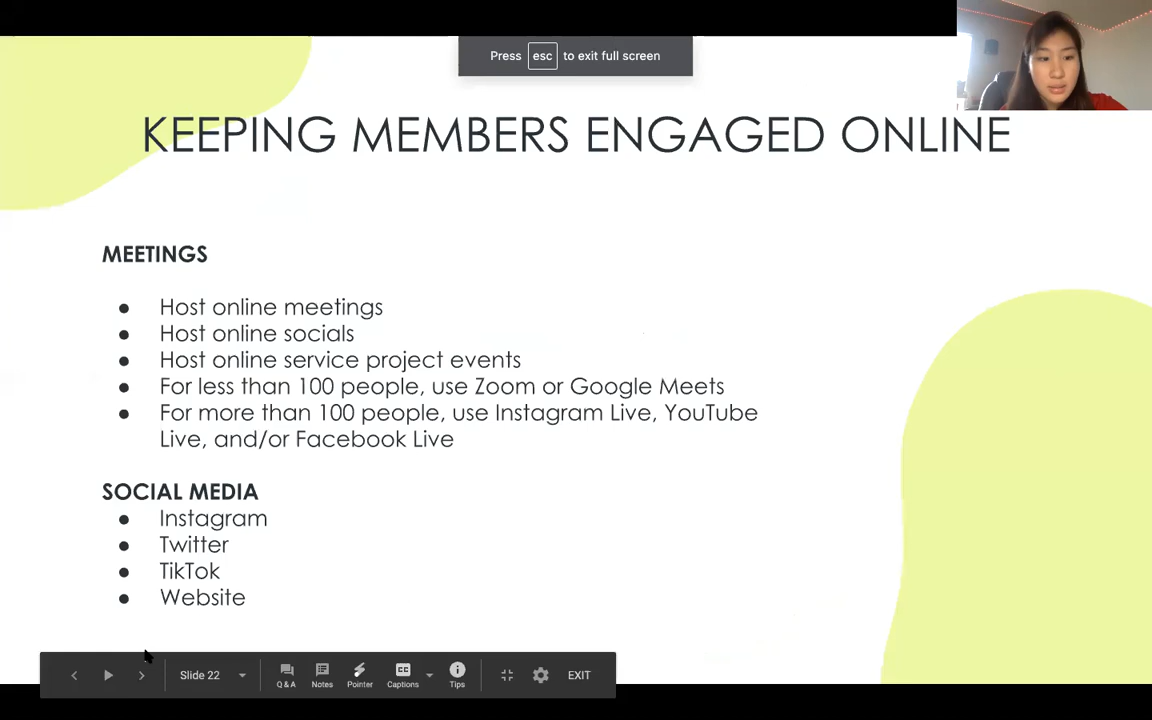 Press esc to exit full screen
KEEPING MEMBERS ENGAGED ONLINE
MEETINGS
● Host online meetings
● Host online socials
● Host online service project events
● For less than 100 people, use Zoom or Google Meets
● For more than 100 people, use Instagram Live, YouTube
Live, and/or Facebook Live
SOCIAL MEDIA
● Instagram
● Twitter
● TikTok
● Website
Slide 22
Q & A
Notes
Pointer
CC
Captions
Tips
EXIT